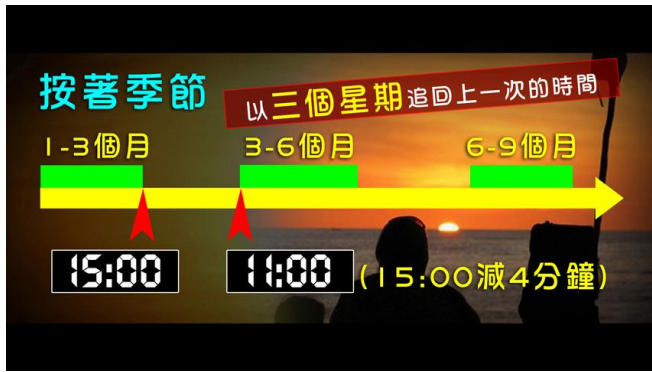 按著季節
以三個星期追回上一次的時間
1-3個月
3-6個月
6-9個月
15:00
11:00
(15:00減4分鐘)